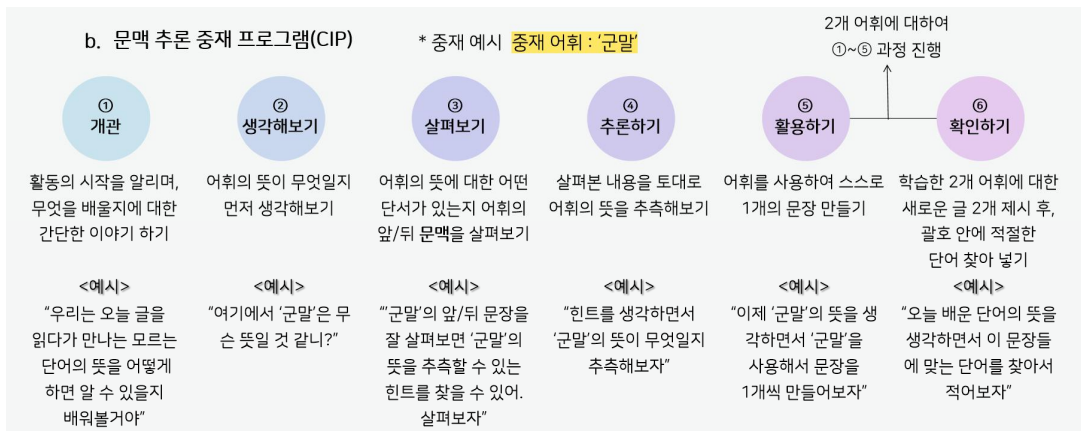 b. 문맥 추론 중재 프로그램(CIP)
* 중재 예시 중재 어휘 : ‘군말’
2개 어휘에 대하여
①~⑤ 과정 진행
①
개관
활동의 시작을 알리며,
무엇을 배울지에 대한
간단한 이야기 하기
<예시>
“우리는 오늘 글을
읽다가 만나는 모르는
단어의 뜻을 어떻게
하면 알 수 있을지
배워볼거야”
②
생각해보기
어휘의 뜻이 무엇일지
먼저 생각해보기
<예시>
“여기에서 ‘군말’은 무
슨 뜻일 것 같니?”
③
살펴보기
어휘의 뜻에 대한 어떤
단서가 있는지 어휘의
앞/뒤 문맥을 살펴보기
<예시>
“‘군말’의 앞/뒤 문장을
잘 살펴보면 ‘군말’의
뜻을 추측할 수 있는
힌트를 찾을 수 있어.
살펴보자”
④
추론하기
살펴본 내용을 토대로
어휘의 뜻을 추측해보기
<예시>
“힌트를 생각하면서
‘군말’의 뜻이 무엇일지
추측해보자”
⑤
활용하기
어휘를 사용하여 스스로
1개의 문장 만들기
<예시>
“이제 ‘군말’의 뜻을 생
각하면서 ‘군말’을
사용해서 문장을
1개씩 만들어보자”
⑥
확인하기
학습한 2개 어휘에 대한
새로운 글 2개 제시 후,
괄호 안에 적절한
단어 찾아 넣기
<예시>
“오늘 배운 단어의 뜻을
생각하면서 이 문장들
에 맞는 단어를 찾아서
적어보자”